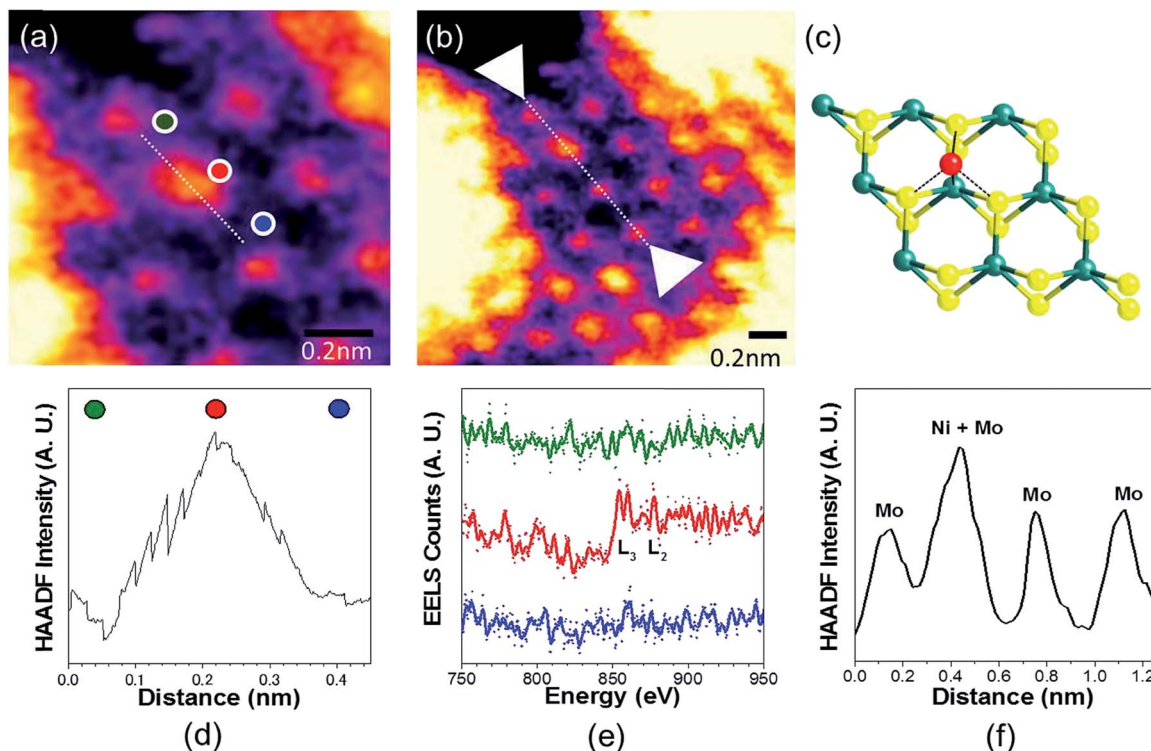 (a)
(b)
(c)
0.2nm
0.2nm
HAADF Intensity (A. U.)
0.0 0.1 0.2 0.3 0.4
Distance (nm)
(d)
EELS Counts (A. U.)
L3 L2
750 800 850 900 950
Energy (eV)
(e)
HAADF Intensity (A. U.)
Ni + Mo
Mo
Mo
Mo
0.0 0.2 0.4 0.6 0.8 1.0 1.2
Distance (nm)
(f)